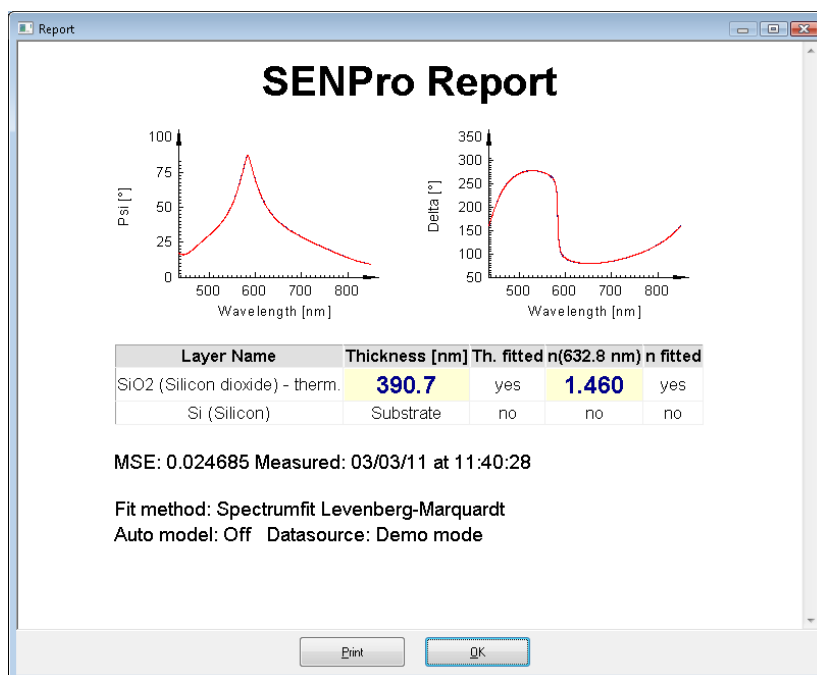 Report
SENPro Report
100
75
50
25
0
Psi [°]
500 600 700 800
Wavelength [nm]
350
300
250
200
150
100
50
Delta [°]
500 600 700 800
Wavelength [nm]
Layer Name Thickness [nm] Th. fitted n(632.8 nm) n fitted
SiO2 (Silicon dioxide) - therm. 390.7 yes 1.460 yes
Si (Silicon) Substrate no no no
MSE: 0.024685 Measured: 03/03/11 at 11:40:28
Fit method: Spectrumfit Levenberg-Marquardt
Auto model: Off Datasource: Demo mode
Print OK